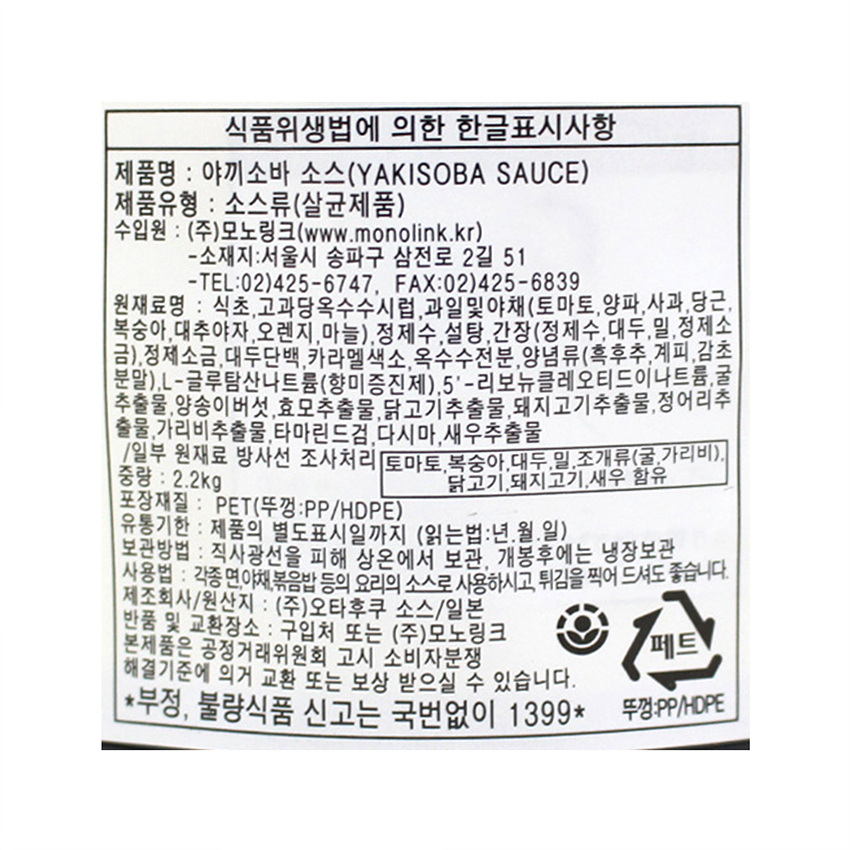 식품위생법에 의한 한글표시사항
제품명 : 야끼소바 소스(YAKISOBA SAUCE)
제품유형 : 소스류(살균제품)
수입원 : (주)모노링크(www.monolink.kr)
-소재지:서울시 송파구 삼전로 2길 51
-TEL:02)425-6747, FAX:02)425-6839
원재료명 : 식초,고과당옥수수시럽,과일및야채(토마토,양파,사과,당근,
복숭아,대추야자,오렌지,마늘),정제수,설탕,간장(정제수,대두,밀,정제소
금),정제소금,대두단백,카라멜색소,옥수수전분,양념류(흑후추,계피,감초
분말),L-글루탐산나트륨(향미증진제),5'-리보뉴클레오티드이나트륨,굴
추출물,양송이버섯,효모추출물,닭고기추출물,돼지고기추출물,정어리추
출물,가리비추출물,타마린드검,다시마,새우추출물
/일부 원재료 방사선 조사처리
토마토,복숭아,대두,밀,조개류(굴,가리비),
닭고기,돼지고기,새우 함유
중량 : 2.2kg
포장재질 : PET(뚜껑:PP/HDPE)
유통기한 : 제품의 별도표시일까지 (읽는법:년.월.일)
보관방법 : 직사광선을 피해 상온에서 보관, 개봉후에는 냉장보관
사용법 : 각종 면,야채,볶음밥 등의 요리의 소스로 사용하시고, 튀김을 찍어 드셔도 좋습니다.
제조회사/원산지 : (주)오타후쿠 소스/일본
반품 및 교환장소 : 구입처 또는 (주)모노링크
본제품은 공정거래위원회 고시 소비자분쟁
해결기준에 의거 교환 또는 보상 받으실 수 있습니다.
*부정, 불량식품 신고는 국번없이 1399*
페트
뚜껑:PP/HDPE